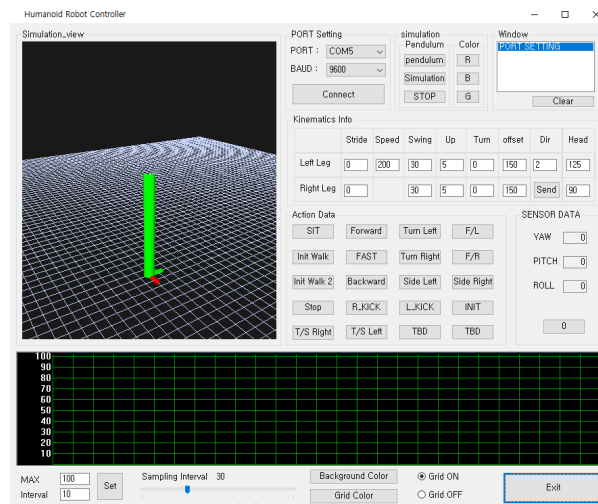 Humanoid Robot Controller
Simulation_view
PORT Setting
PORT : COM5
BAUD : 9600
Connect
simulation
Pendulum Color
pendulum R
Simulation B
STOP G
Window
PORT SETTING
Clear
Kinematics Info
Stride Speed Swing Up Turn offset Dir Head
Left Leg 0 200 30 5 0 150 2 125
Right Leg 0 30 5 0 150 Send 90
Action Data
SIT Forward Turn Left F/L
Init Walk FAST Turn Right F/R
Init Walk 2 Backward Side Left Side Right
Stop R_KICK L_KICK INIT
T/S Right T/S Left TBD TBD
SENSOR DATA
YAW 0
PITCH 0
ROLL 0
0
100
90
80
70
60
50
40
30
20
10
MAX 100
Interval 10
Set
Sampling Interval 30
Background Color
Grid Color
Grid ON
Grid OFF
Exit